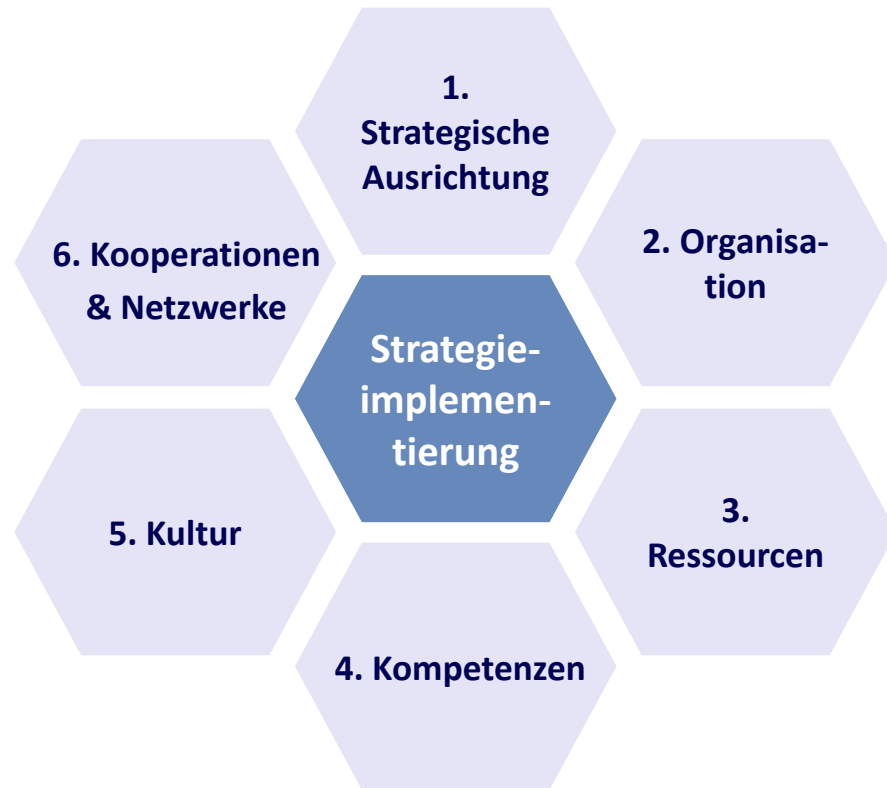 1.
Strategische
Ausrichtung
2. Organisa-
tion
3.
Ressourcen
4. Kompetenzen
5. Kultur
6. Kooperationen
& Netzwerke
Strategie-
implemen-
tierung